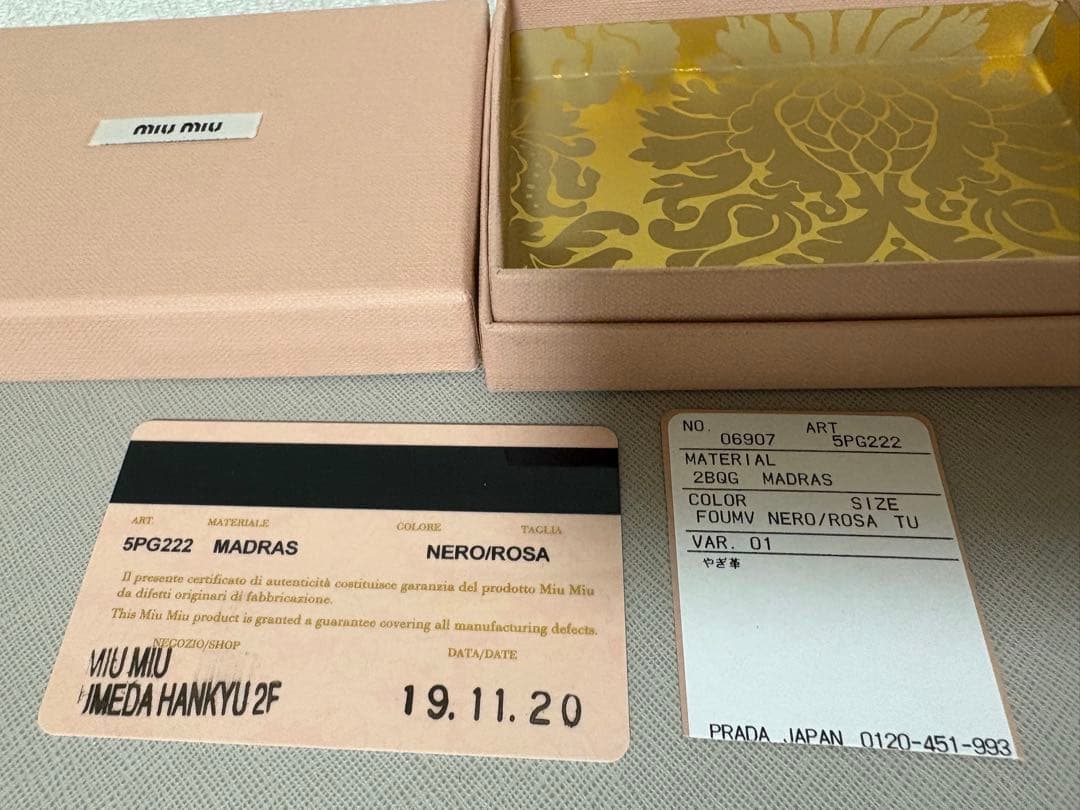 miu miu
ART. MATERIALE COLORE TAGLIA
5PG222 MADRAS NERO/ROSA
Il presente certificato di autenticità costituisce garanzia del prodotto Miu Miu
da difetti originari di fabbricazione.
This Miu Miu product is granted a guarantee covering all manufacturing defects.
NEGOZIO/SHOP DATA/DATE
MIU MIU
UMEDA HANKYU 2F 19.11.20
NO. ART
06907 5PG222
MATERIAL
2BQG MADRAS
COLOR SIZE
F0UMV NERO/ROSA TU
VAR. 01
やぎ革
PRADA JAPAN 0120-451-993